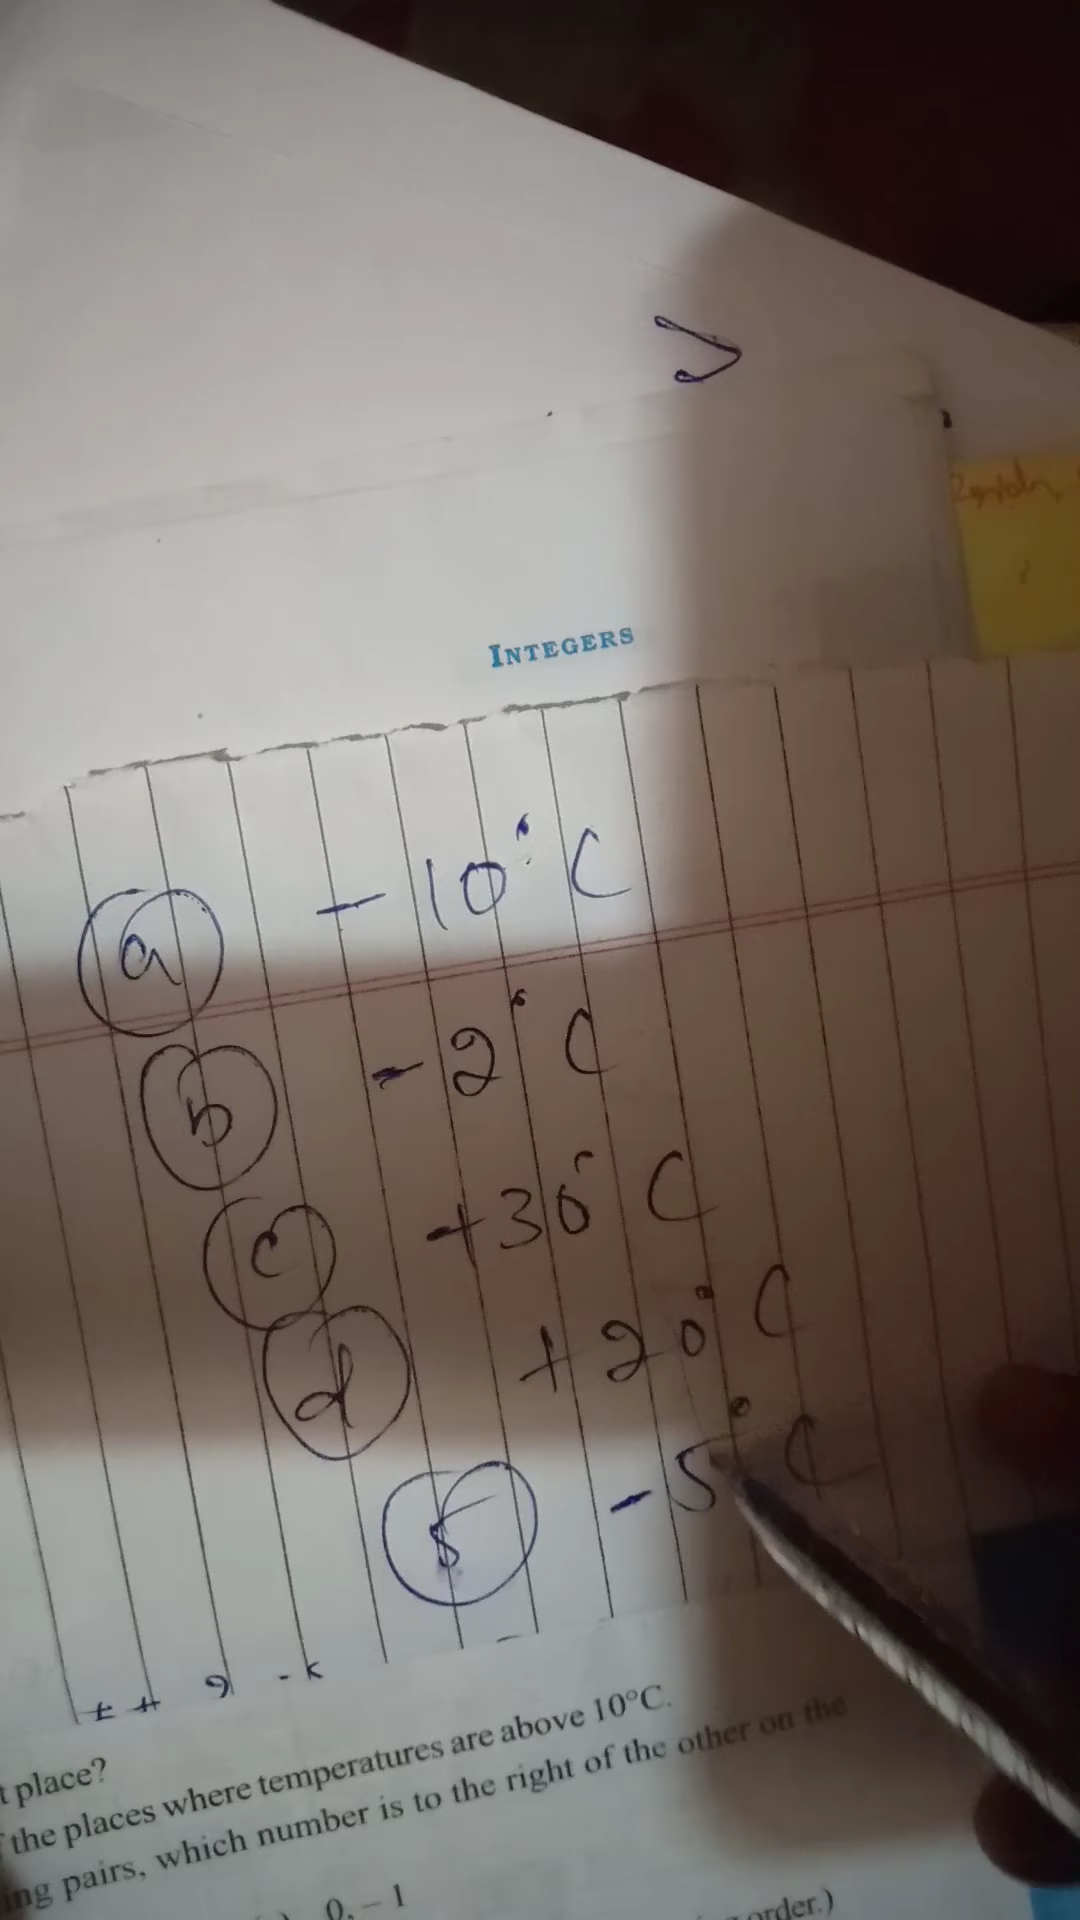 >
INTEGERS
a -10°C
b -2°C
c +30°C
d +20°C
5 -5°C
t place?
the places where temperatures are above 10°C.
ing pairs, which number is to the right of the other on the
0, – 1
order.)